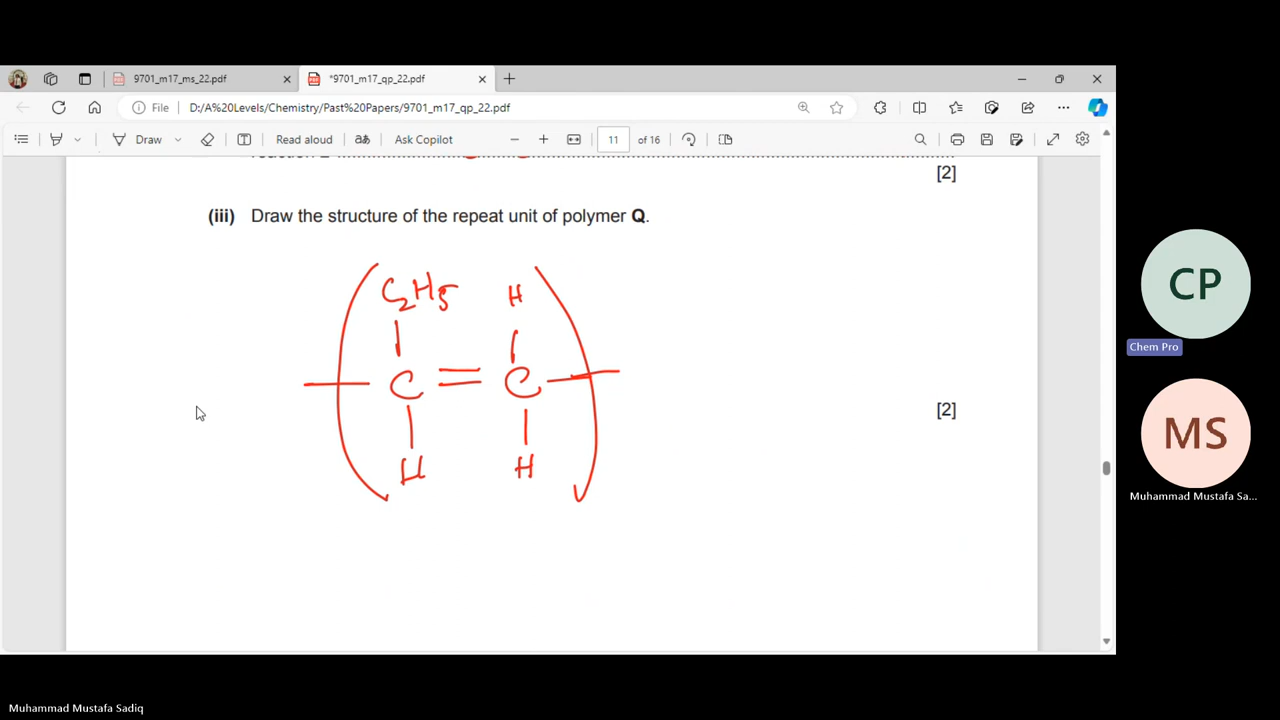 9701_m17_ms_22.pdf
*9701_m17_qp_22.pdf
File
D:/A%20Levels/Chemistry/Past%20Papers/9701_m17_qp_22.pdf
Draw
Read aloud
Ask Copilot
11
of 16
[2]
(iii) Draw the structure of the repeat unit of polymer Q.
C2H5 H
C = C
H H
[2]
CP
Chem Pro
MS
Muhammad Mustafa Sa...
Muhammad Mustafa Sadiq